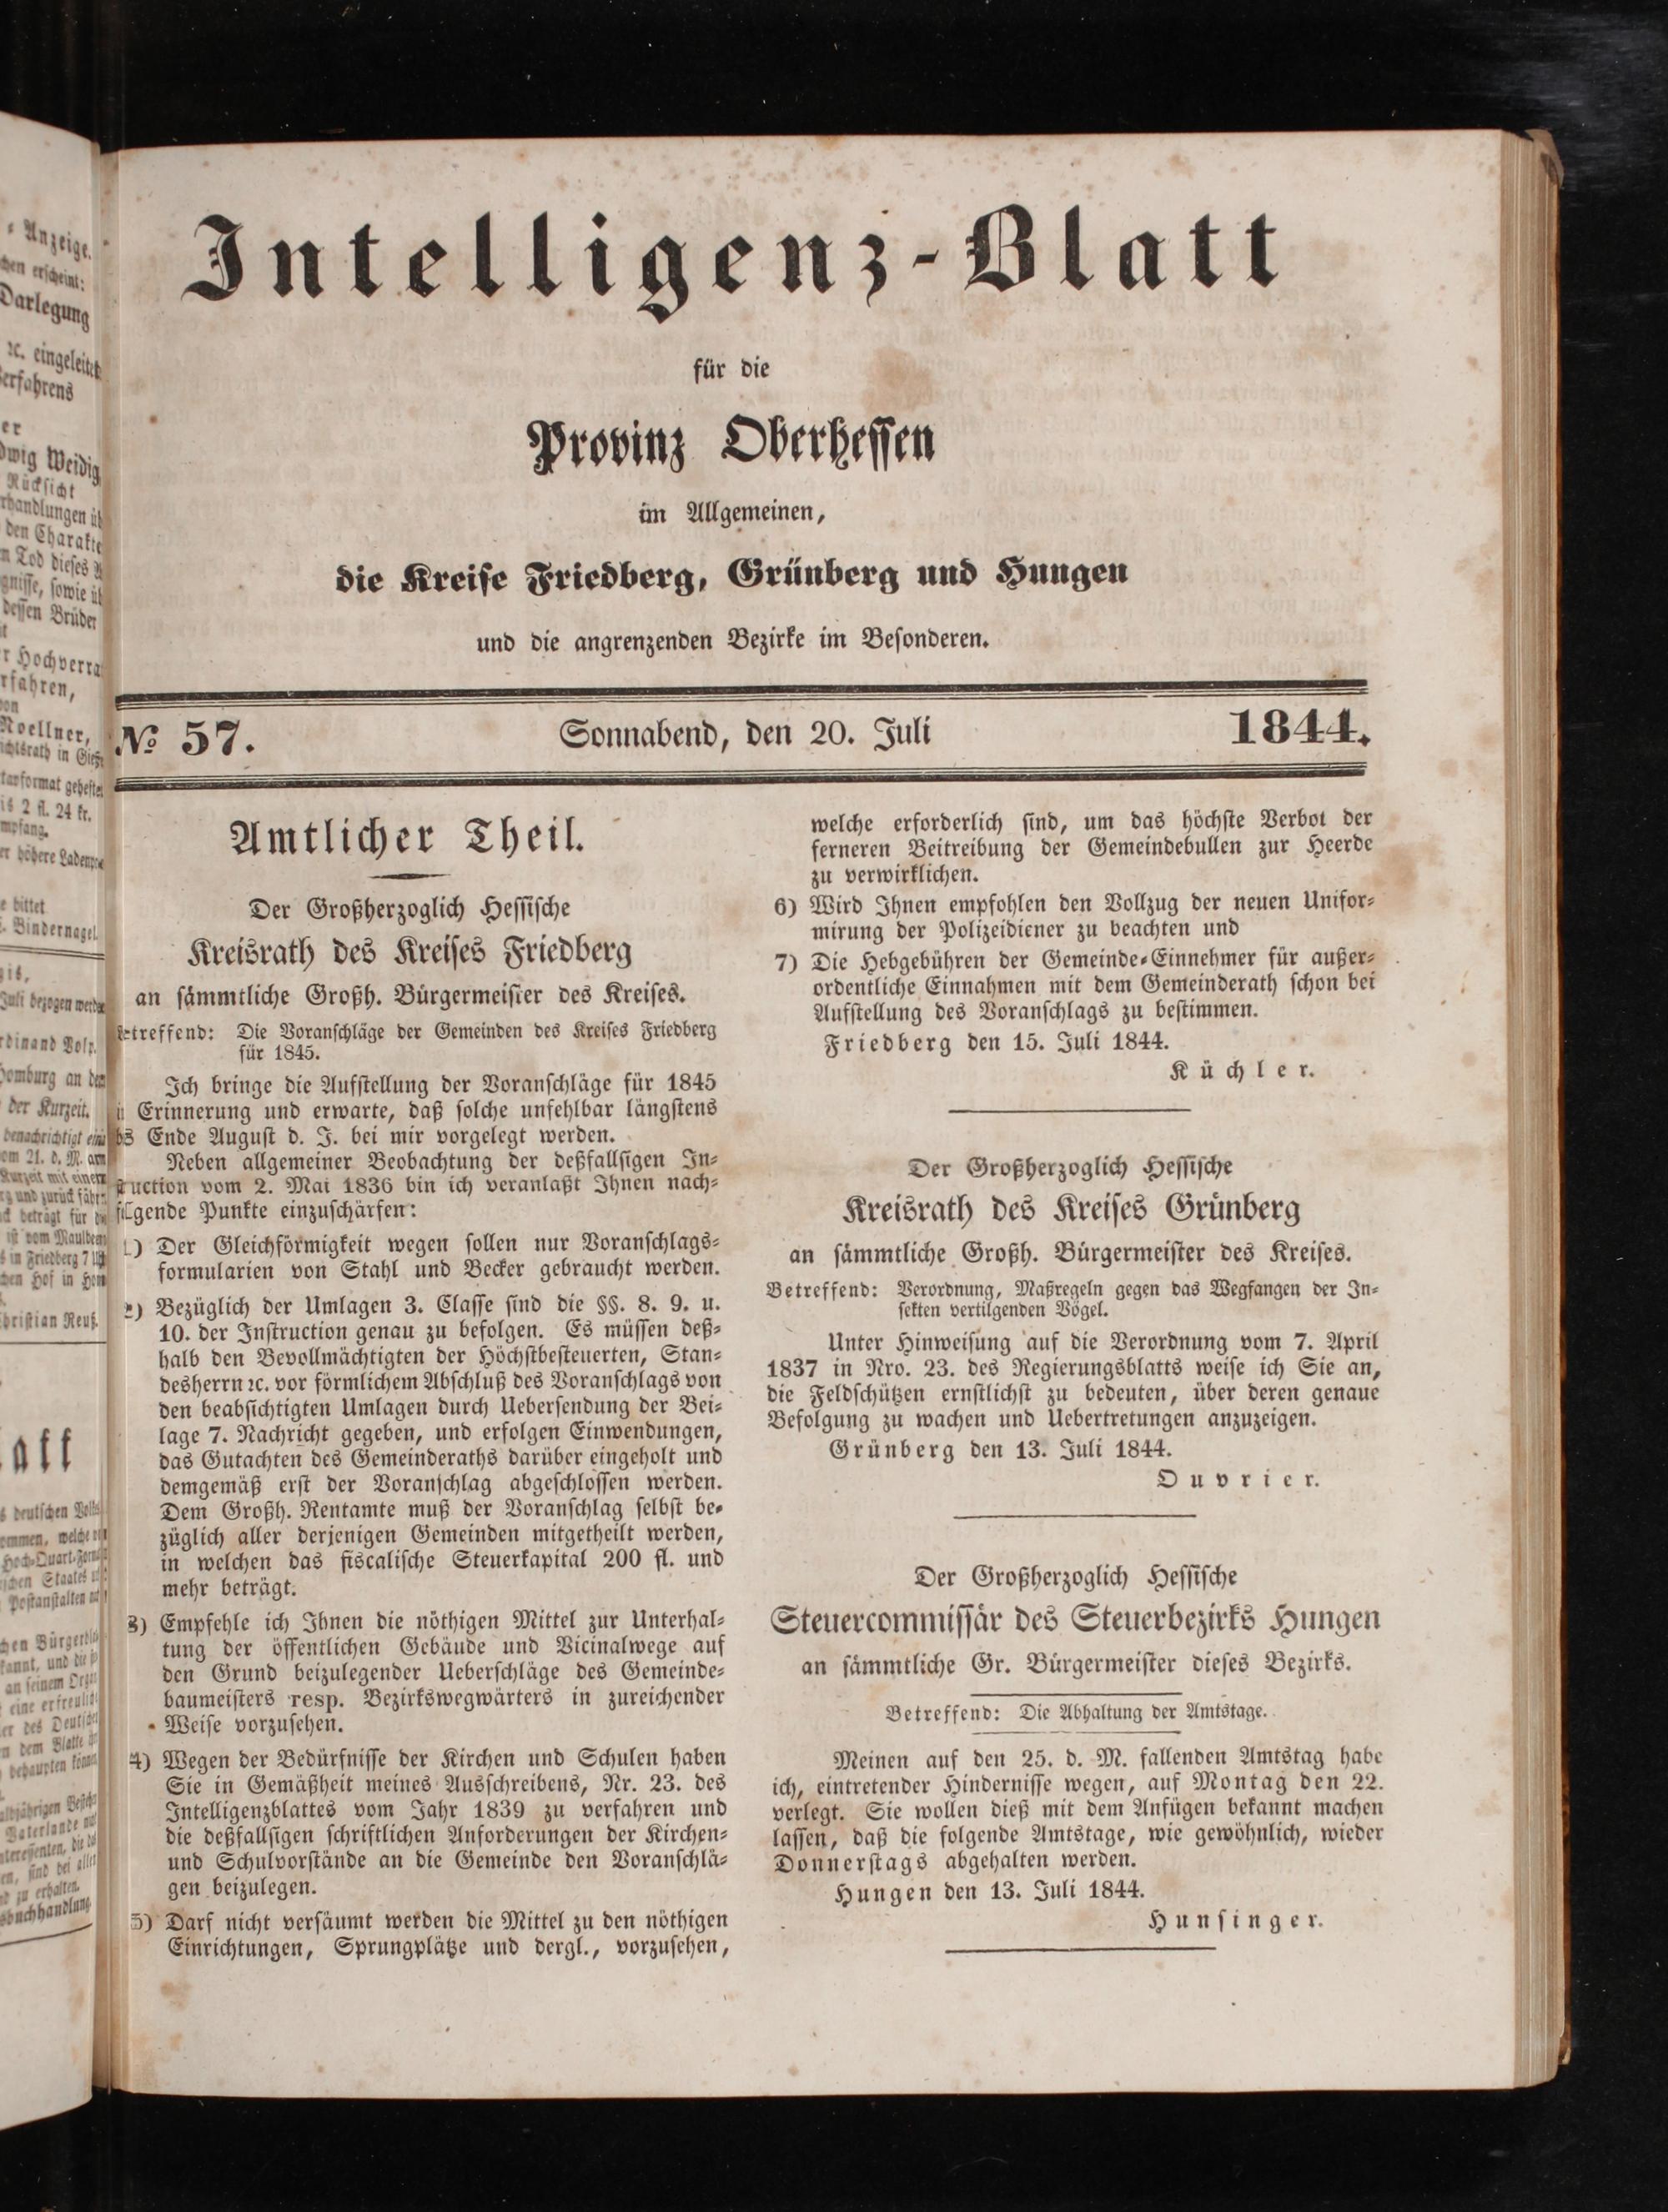 Intelligenz-Blatt
für die
Provinz Oberhessen
im Allgemeinen,
die Kreise Friedberg, Grünberg und Hungen
und die angrenzenden Bezirke im Besonderen.
№ 57.
Sonnabend, den 20. Juli
1844.
Amtlicher Theil.
Der Großherzoglich Hessische
Kreisrath des Kreises Friedberg
an sämmtliche Großh. Bürgermeister des Kreises.
etreffend: Die Voranschläge der Gemeinden des Kreises Friedberg
für 1845.
Ich bringe die Aufstellung der Voranschläge für 1845
Erinnerung und erwarte, daß solche unfehlbar längstens
bis Ende August d. J. bei mir vorgelegt werden.
Neben allgemeiner Beobachtung der deßfallsigen In-
struction vom 2. Mai 1836 bin ich veranlaßt Ihnen nach-
folgende Punkte einzuschärfen:
1) Der Gleichförmigkeit wegen sollen nur Voranschlags-
formularien von Stahl und Becker gebraucht werden.
2) Bezüglich der Umlagen 3. Classe sind die §§. 8. 9. u.
10. der Instruction genau zu befolgen. Es müssen deß-
halb den Bevollmächtigten der Höchstbesteuerten, Stan-
desherrn ꝛc. vor förmlichem Abschluß des Voranschlags von
den beabsichtigten Umlagen durch Uebersendung der Bei-
lage 7. Nachricht gegeben, und erfolgen Einwendungen,
das Gutachten des Gemeinderaths darüber eingeholt und
demgemäß erst der Voranschlag abgeschlossen werden.
Dem Großh. Rentamte muß der Voranschlag selbst be-
züglich aller derjenigen Gemeinden mitgetheilt werden,
in welchen das fiscalische Steuerkapital 200 fl. und
mehr beträgt.
3) Empfehle ich Ihnen die nöthigen Mittel zur Unterhal-
tung der öffentlichen Gebäude und Vicinalwege auf
den Grund beizulegender Ueberschläge des Gemeinde-
baumeisters resp. Bezirkswegwärters in zureichender
Weise vorzusehen.
4) Wegen der Bedürfnisse der Kirchen und Schulen haben
Sie in Gemäßheit meines Ausschreibens, Nr. 23. des
Intelligenzblattes vom Jahr 1839 zu verfahren und
die deßfallsigen schriftlichen Anforderungen der Kirchen-
und Schulvorstände an die Gemeinde den Voranschlä-
gen beizulegen.
5) Darf nicht versäumt werden die Mittel zu den nöthigen
Einrichtungen, Sprungplätze und dergl., vorzusehen,
welche erforderlich sind, um das höchste Verbot der
ferneren Beitreibung der Gemeindebullen zur Heerde
zu verwirklichen.
6) Wird Ihnen empfohlen den Vollzug der neuen Unifor-
mirung der Polizeidiener zu beachten und
7) Die Hebgebühren der Gemeinde-Einnehmer für außer-
ordentliche Einnahmen mit dem Gemeinderath schon bei
Aufstellung des Voranschlags zu bestimmen.
Friedberg den 15. Juli 1844.
Küchler.
Der Großherzoglich Hessische
Kreisrath des Kreises Grünberg
an sämmtliche Großh. Bürgermeister des Kreises.
Betreffend: Verordnung, Maßregeln gegen das Wegfangen der In-
sekten vertilgenden Vögel.
Unter Hinweisung auf die Verordnung vom 7. April
1837 in Nro. 23. des Regierungsblatts weise ich Sie an,
die Feldschützen ernstlichst zu bedeuten, über deren genaue
Befolgung zu wachen und Uebertretungen anzuzeigen.
Grünberg den 13. Juli 1844.
Duvrier.
Der Großherzoglich Hessische
Steuercommissär des Steuerbezirks Hungen
an sämmtliche Gr. Bürgermeister dieses Bezirks.
Betreffend: Die Abhaltung der Amtstage.
Meinen auf den 25. d. M. fallenden Amtstag habe
ich, eintretender Hindernisse wegen, auf Montag den 22.
verlegt. Sie wollen dieß mit dem Anfügen bekannt machen
lassen, daß die folgende Amtstage, wie gewöhnlich, wieder
Donnerstags abgehalten werden.
Hungen den 13. Juli 1844.
Hunsinger.